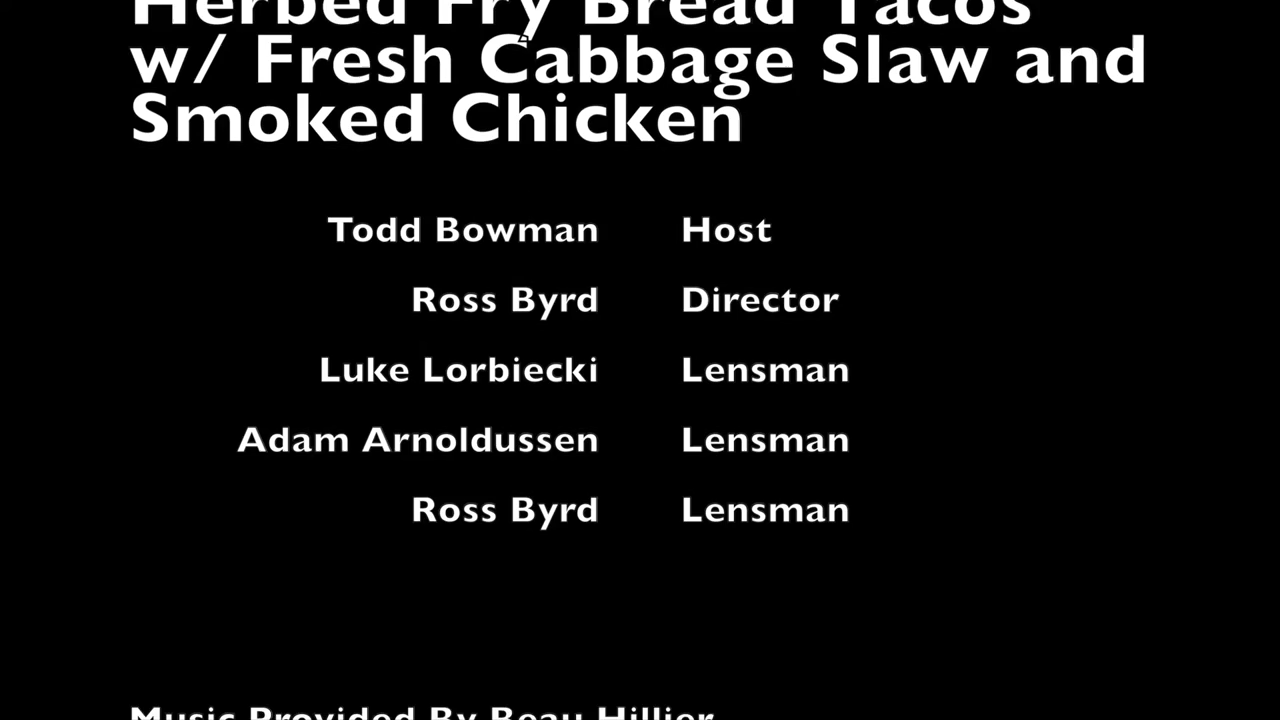 Herbed Fry Bread Tacos
w/ Fresh Cabbage Slaw and
Smoked Chicken
Todd Bowman Host
Ross Byrd Director
Luke Lorbiecki Lensman
Adam Arnoldussen Lensman
Ross Byrd Lensman
Music Provided By Beau Hillier